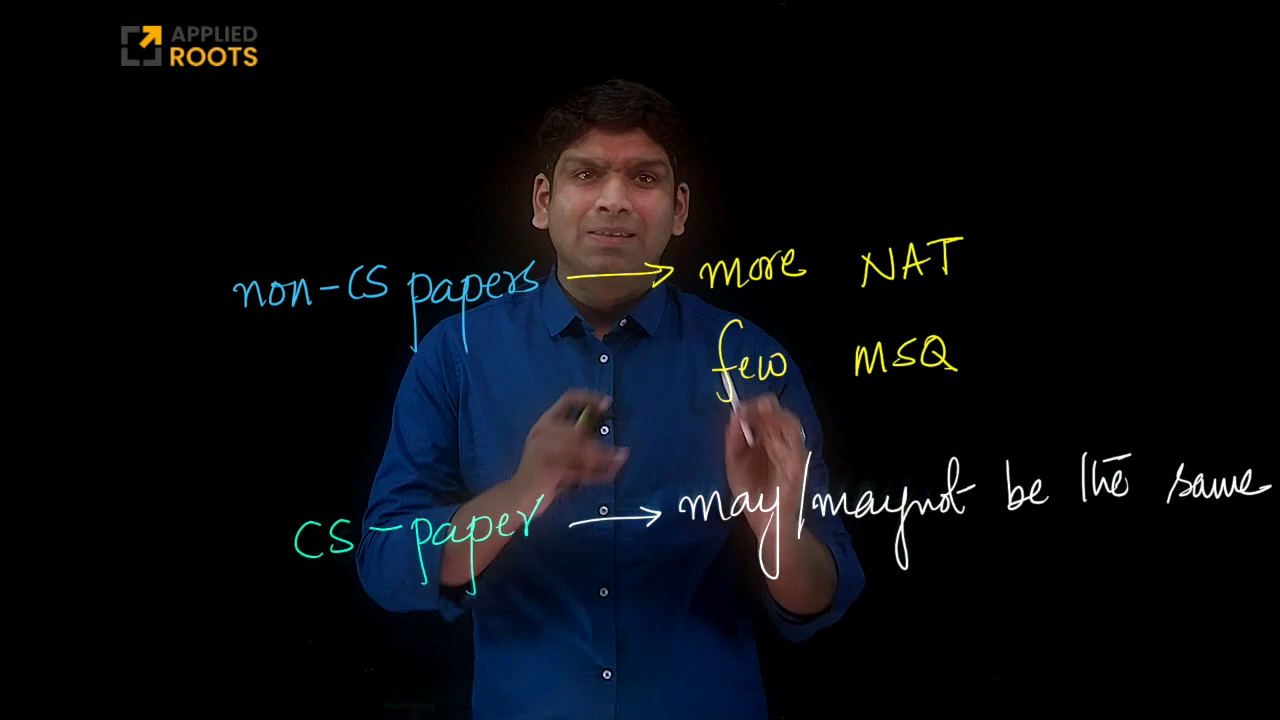 APPLIED
ROOTS
non-CS papers → more NAT
few MSQ
CS-paper → may/maynot be the same